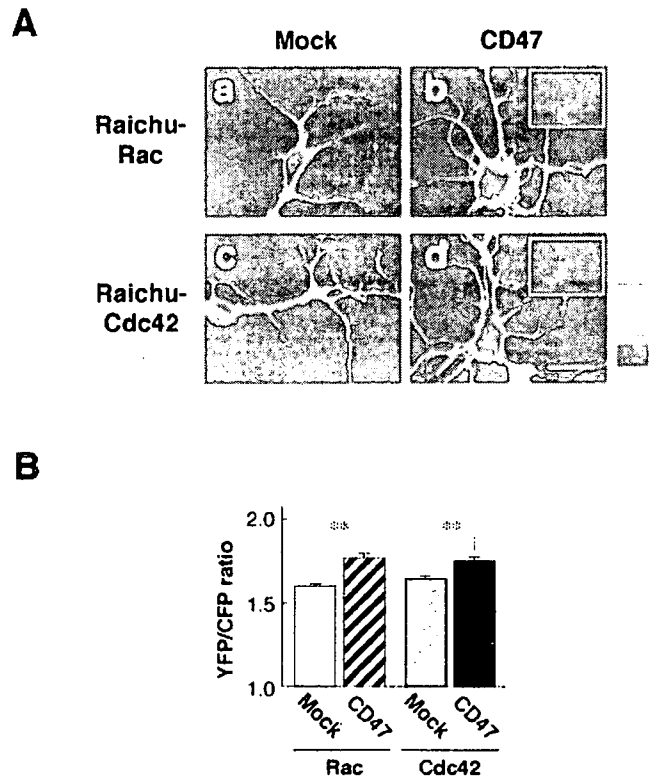 A
Mock CD47
Raichu-
Rac
a b
Raichu-
Cdc42
c d
B
YFP/CFP ratio
2.0
1.5
1.0
** **
Mock CD47 Mock CD47
Rac Cdc42